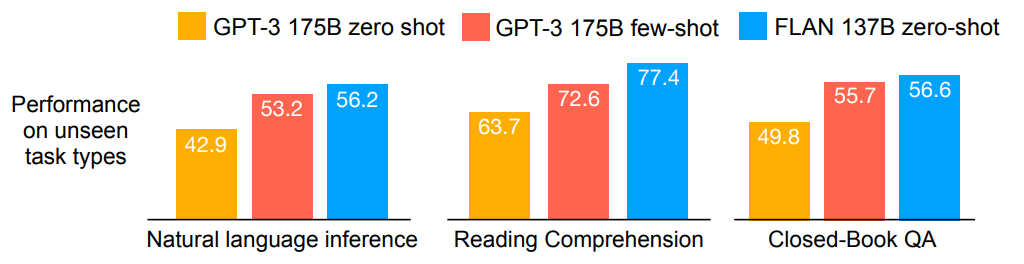 GPT-3 175B zero shot GPT-3 175B few-shot FLAN 137B zero-shot
Performance
on unseen
task types
42.9 53.2 56.2
63.7 72.6 77.4
49.8 55.7 56.6
Natural language inference Reading Comprehension Closed-Book QA